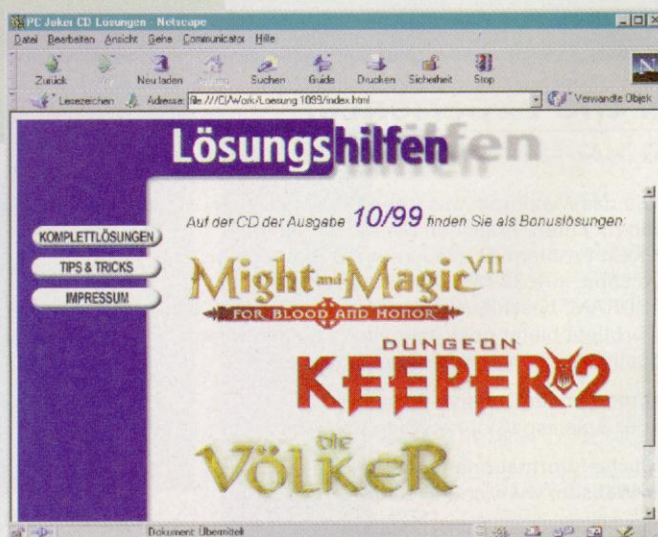 PC Joker CD Lösungen - Netscape
Datei Bearbeiten Ansicht Gehe Communicator Hilfe
Zurück Neu laden Suchen Guide Drucken Sicherheit Stop
N
Lesezeichen Adresse: file:///C|/Work/Loesung 1099/index.html Verwandte Objek
Lösungshilfen
Auf der CD der Ausgabe 10/99 finden Sie als Bonuslösungen:
KOMPLETTLÖSUNGEN
TIPS & TRICKS
IMPRESSUM
Might and Magic VII
FOR BLOOD AND HONOR
DUNGEON
KEEPER 2
die
VÖLKER
Dokument: Übermittelt